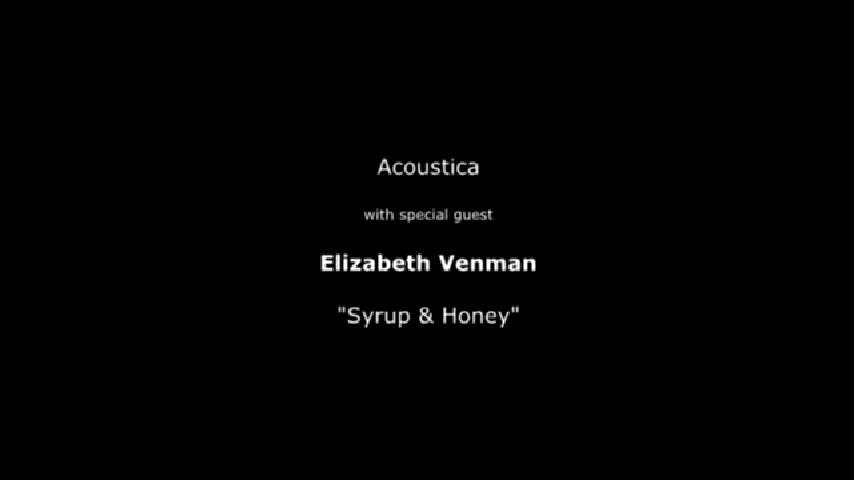 Acoustica
with special guest
Elizabeth Venman
"Syrup & Honey"